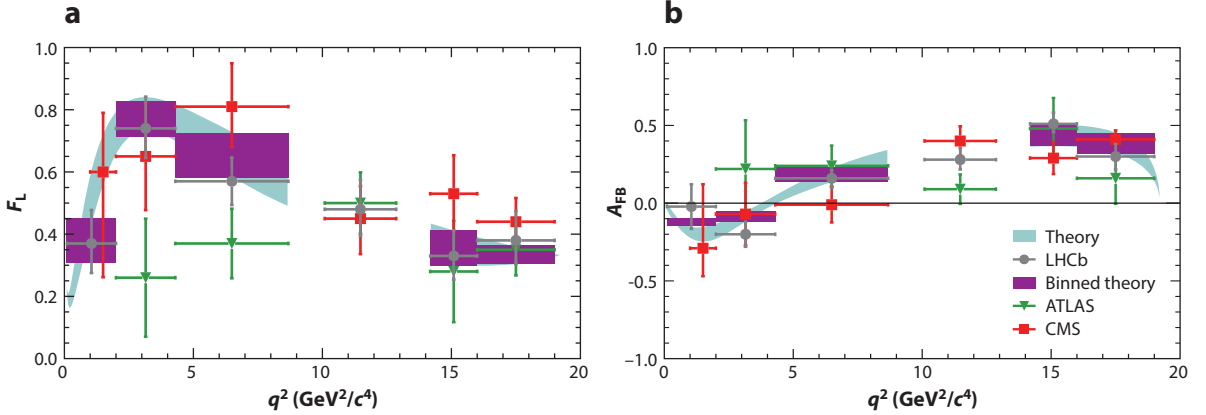 a
1.0
0.8
0.6
0.4
0.2
0.0
F_L
0 5 10 15 20
q² (GeV²/c⁴)
b
1.0
0.5
0.0
−0.5
−1.0
A_FB
0 5 10 15 20
q² (GeV²/c⁴)
Theory
LHCb
Binned theory
ATLAS
CMS